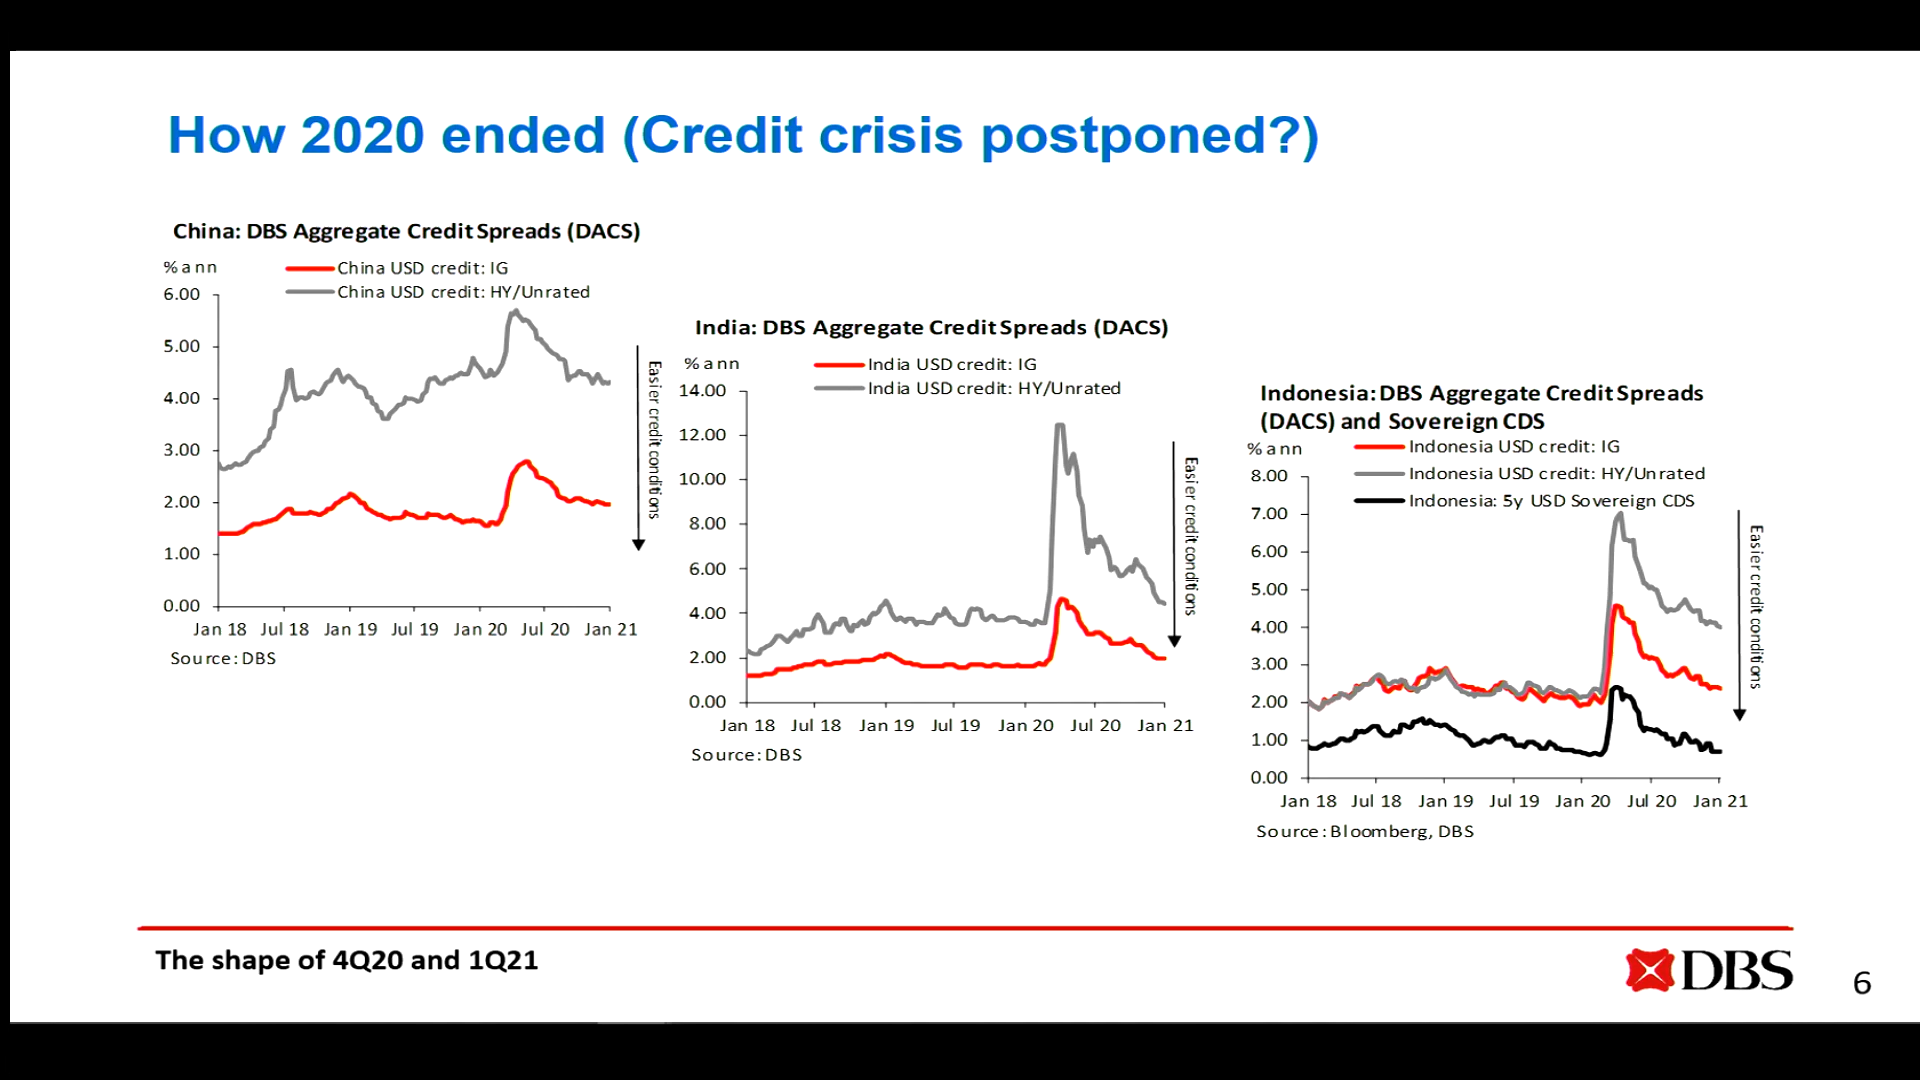 How 2020 ended (Credit crisis postponed?)
China: DBS Aggregate Credit Spreads (DACS)
% ann
China USD credit: IG
China USD credit: HY/Unrated
6.00
5.00
4.00
3.00
2.00
1.00
0.00
Jan 18 Jul 18 Jan 19 Jul 19 Jan 20 Jul 20 Jan 21
Source: DBS
Easier credit conditions
India: DBS Aggregate Credit Spreads (DACS)
% ann
India USD credit: IG
India USD credit: HY/Unrated
14.00
12.00
10.00
8.00
6.00
4.00
2.00
0.00
Jan 18 Jul 18 Jan 19 Jul 19 Jan 20 Jul 20 Jan 21
Source: DBS
Easier credit conditions
Indonesia: DBS Aggregate Credit Spreads
(DACS) and Sovereign CDS
% ann
Indonesia USD credit: IG
Indonesia USD credit: HY/Unrated
Indonesia: 5y USD Sovereign CDS
8.00
7.00
6.00
5.00
4.00
3.00
2.00
1.00
0.00
Jan 18 Jul 18 Jan 19 Jul 19 Jan 20 Jul 20 Jan 21
Source: Bloomberg, DBS
Easier credit conditions
The shape of 4Q20 and 1Q21
DBS
6